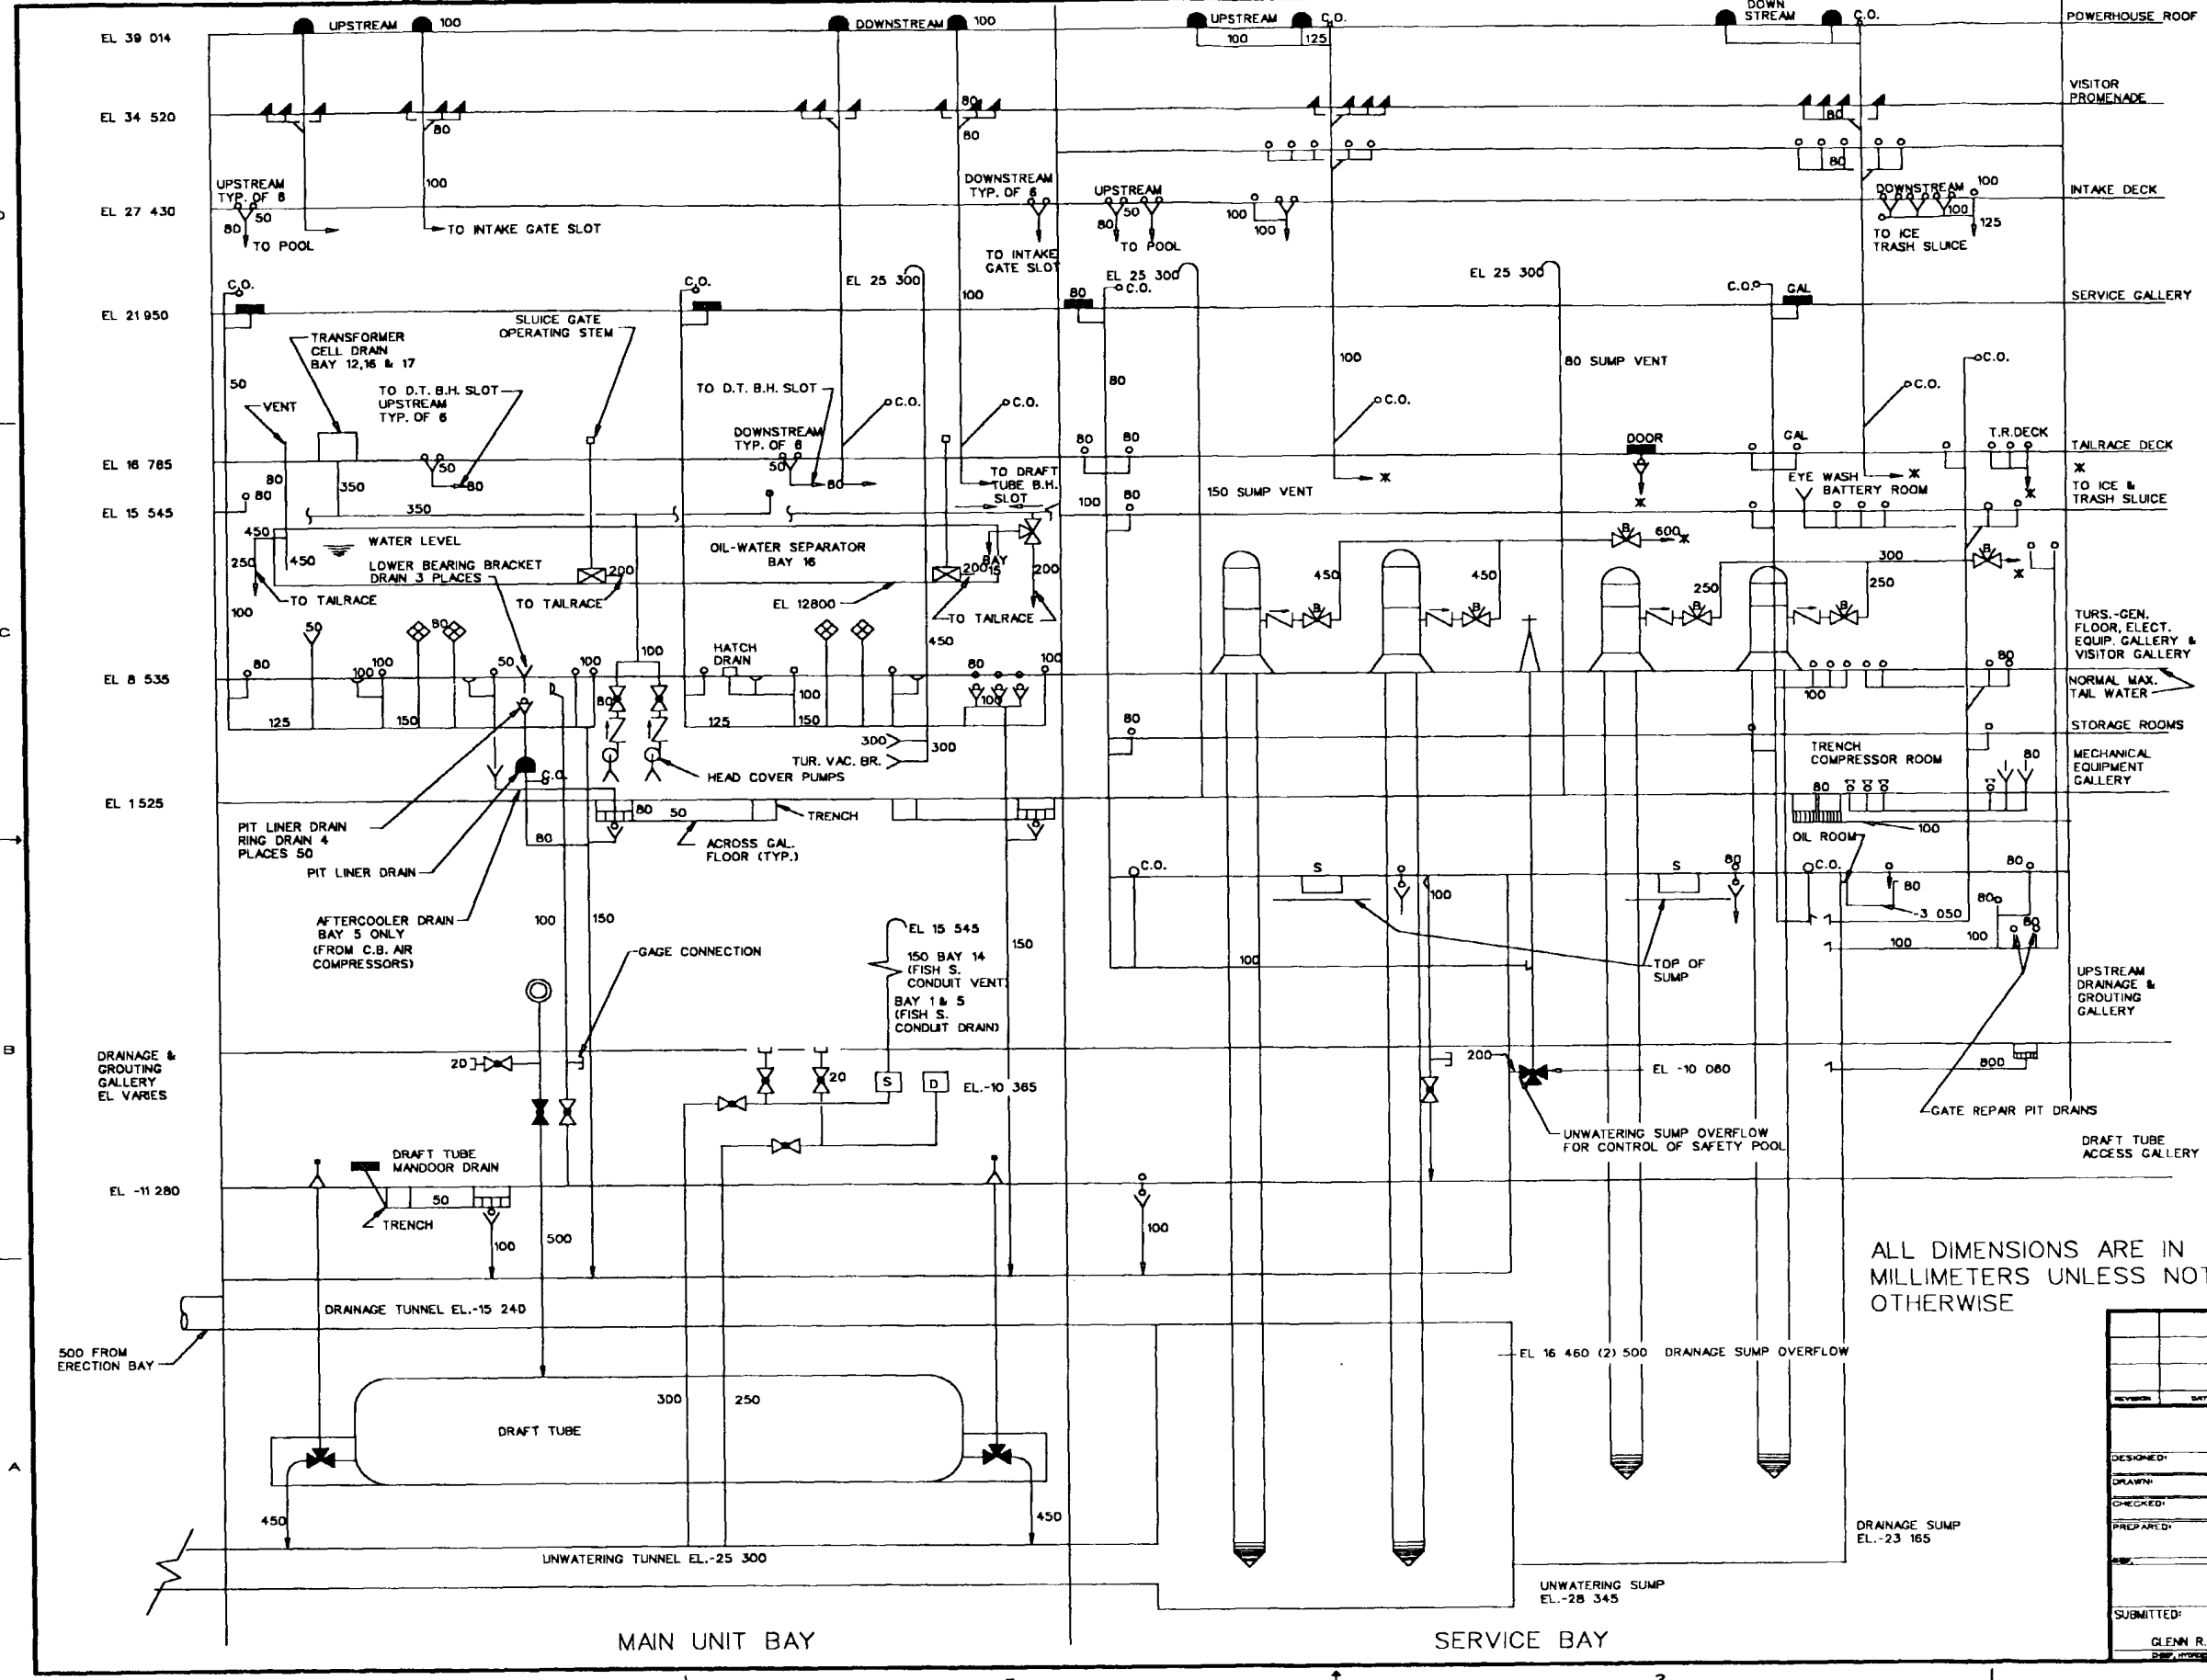 EL 39 014
UPSTREAM
100
DOWNSTREAM
100
UPSTREAM
C.O.
100
125
DOWN
STREAM
C.O.
POWERHOUSE ROOF
EL 34 520
80
80
80
80
VISITOR
PROMENADE
80
UPSTREAM
TYP. OF 6
50
80
TO POOL
EL 27 430
100
TO INTAKE GATE SLOT
DOWNSTREAM
TYP. OF 6
TO INTAKE
GATE SLOT
UPSTREAM
50
80
TO POOL
100
100
DOWNSTREAM
100
100
125
TO ICE
TRASH SLUICE
INTAKE DECK
C.O.
EL 21950
C.O.
EL 25 300
100
80
EL 25 300
C.O.
EL 25 300
C.O.
GAL
SERVICE GALLERY
TRANSFORMER
CELL DRAIN
BAY 12,16 & 17
SLUICE GATE
OPERATING STEM
50
VENT
TO D.T. B.H. SLOT
UPSTREAM
TYP. OF 6
TO D.T. B.H. SLOT
C.O.
C.O.
80
100
C.O.
80 SUMP VENT
C.O.
C.O.
DOWNSTREAM
TYP. OF 6
EL 16 765
80
350
50
80
50
80
TO DRAFT
TUBE B.H.
SLOT
80
80
DOOR
GAL
T.R.DECK
TAILRACE DECK
TO ICE &
TRASH SLUICE
EYE WASH
BATTERY ROOM
150 SUMP VENT
EL 15 545
80
350
100
80
450
WATER LEVEL
250
450
LOWER BEARING BRACKET
DRAIN 3 PLACES
OIL-WATER SEPARATOR
BAY 16
200
200
BAY
15
200
100
TO TAILRACE
TO TAILRACE
EL 12800
TO TAILRACE
450
450
450
B
B
B
600
250
B
B
250
300
B
50
80
80
100
100
50
100
100
HATCH
DRAIN
80
100
EL 8 535
80
100
100
TURS.-GEN.
FLOOR, ELECT.
EQUIP. GALLERY &
VISITOR GALLERY
NORMAL MAX.
TAIL WATER
100
80
125
150
125
150
300
300
TUR. VAC. BR.
HEAD COVER PUMPS
80
STORAGE ROOMS
TRENCH
COMPRESSOR ROOM
80
80
MECHANICAL
EQUIPMENT
GALLERY
C.O.
EL 1 525
80
50
TRENCH
PIT LINER DRAIN
RING DRAIN 4
PLACES 50
80
ACROSS GAL.
FLOOR (TYP.)
PIT LINER DRAIN
100
OIL ROOM
C.O.
S
100
S
80
C.O.
80
80
-3 050
80
80
AFTERCOOLER DRAIN
BAY 5 ONLY
(FROM C.B. AIR
COMPRESSORS)
100
150
GAGE CONNECTION
EL 15 545
150 BAY 14
(FISH S.
CONDUIT VENT)
150
BAY 1 & 5
(FISH S.
CONDUIT DRAIN)
100
TOP OF
SUMP
100
100
UPSTREAM
DRAINAGE &
GROUTING
GALLERY
DRAINAGE &
GROUTING
GALLERY
EL VARIES
20
20
S
D
EL.-10 365
200
EL -10 060
800
GATE REPAIR PIT DRAINS
UNWATERING SUMP OVERFLOW
FOR CONTROL OF SAFETY POOL
DRAFT TUBE
ACCESS GALLERY
DRAFT TUBE
MANDOOR DRAIN
EL -11 280
50
TRENCH
100
500
100
ALL DIMENSIONS ARE IN
MILLIMETERS UNLESS NOT
OTHERWISE
DRAINAGE TUNNEL EL.-15 240
500 FROM
ERECTION BAY
EL 16 460 (2) 500 DRAINAGE SUMP OVERFLOW
300
250
DRAFT TUBE
450
450
UNWATERING TUNNEL EL.-25 300
DRAINAGE SUMP
EL.-23 165
UNWATERING SUMP
EL.-28 345
MAIN UNIT BAY
SERVICE BAY
REVISION
DESIGNED:
DRAWN:
CHECKED:
PREPARED:
SUBMITTED:
GLENN R.
C
B
A